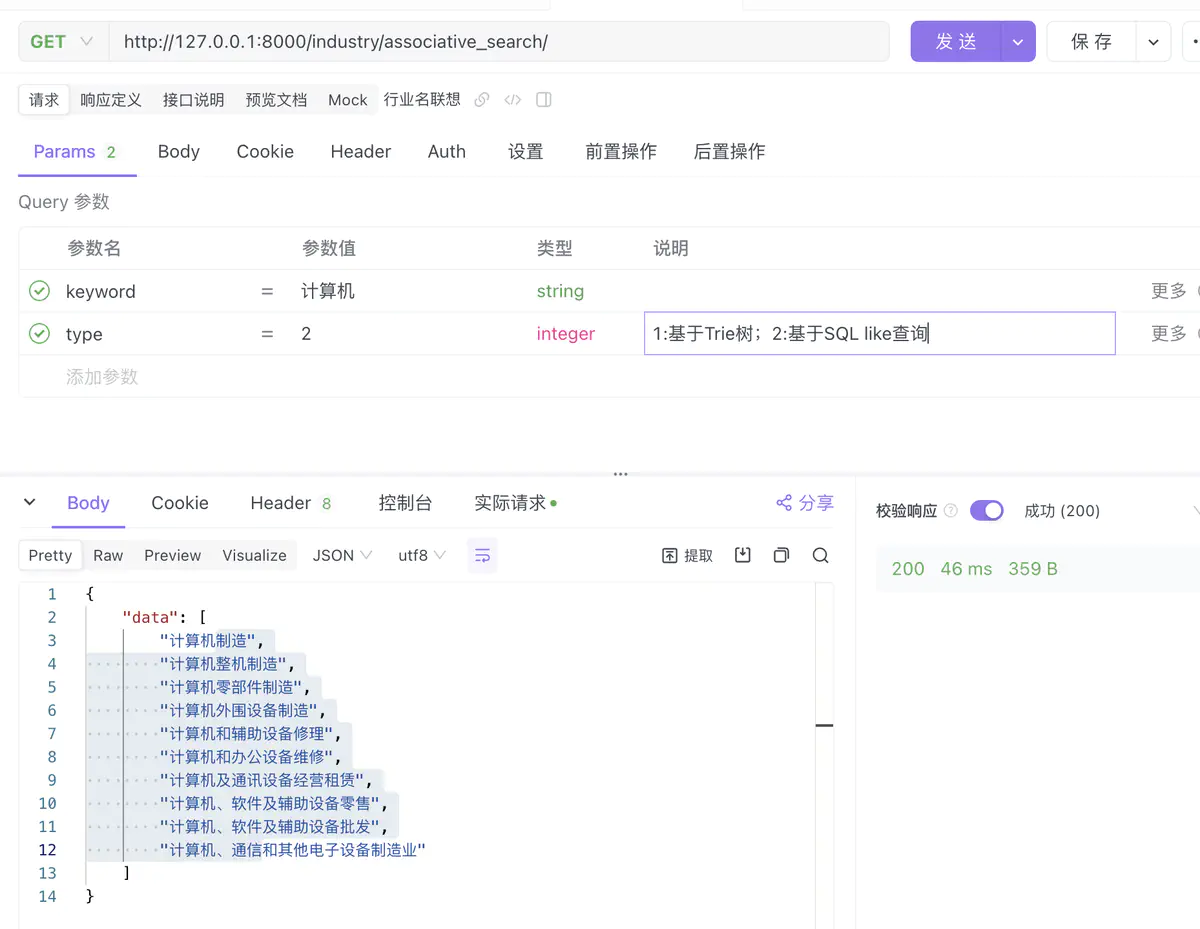 GET http://127.0.0.1:8000/industry/associative_search/ 发 送 保 存
请求 响应定义 接口说明 预览文档 Mock 行业名联想 </>
Params 2 Body Cookie Header Auth 设置 前置操作 后置操作
Query 参数
参数名 参数值 类型 说明
keyword = 计算机 string 更多
type = 2 integer 1:基于Trie树；2:基于SQL like查询 更多
添加参数
Body Cookie Header 8 控制台 实际请求 分享
校验响应 成功 (200)
Pretty Raw Preview Visualize JSON utf8 提取
200 46 ms 359 B
1 {
2 "data": [
3 "计算机制造",
4 "计算机整机制造",
5 "计算机零部件制造",
6 "计算机外围设备制造",
7 "计算机和辅助设备修理",
8 "计算机和办公设备维修",
9 "计算机及通讯设备经营租赁",
10 "计算机、软件及辅助设备零售",
11 "计算机、软件及辅助设备批发",
12 "计算机、通信和其他电子设备制造业"
13 ]
14 }